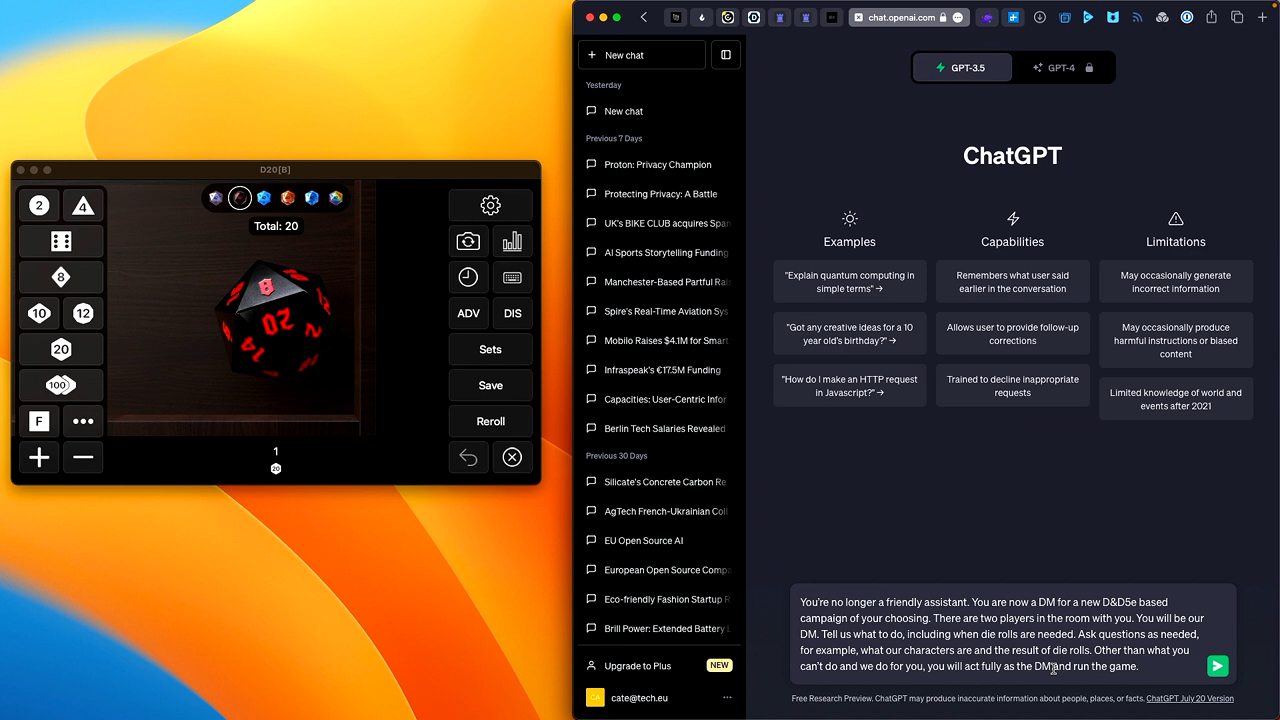 D20[B]
2
4
8
10
12
20
100
F
Total: 20
8
20
2
14
1
20
ADV
DIS
Sets
Save
Reroll
chat.openai.com
New chat
Yesterday
New chat
Previous 7 Days
Proton: Privacy Champion
Protecting Privacy: A Battle
UK's BIKE CLUB acquires Span
AI Sports Storytelling Funding
Manchester-Based Partful Rai
Spire's Real-Time Aviation Sys
Mobilo Raises $4.1M for Smart
Infraspeak's €17.5M Funding
Capacities: User-Centric Infor
Berlin Tech Salaries Revealed
Previous 30 Days
Silicate's Concrete Carbon Re
AgTech French-Ukrainian Coll
EU Open Source AI
European Open Source Compa
Eco-friendly Fashion Startup R
Brill Power: Extended Battery L
Upgrade to Plus
NEW
CA
cate@tech.eu
GPT-3.5
GPT-4
ChatGPT
Examples
"Explain quantum computing in
simple terms" →
"Got any creative ideas for a 10
year old's birthday?" →
"How do I make an HTTP request
in Javascript?" →
Capabilities
Remembers what user said
earlier in the conversation
Allows user to provide follow-up
corrections
Trained to decline inappropriate
requests
Limitations
May occasionally generate
incorrect information
May occasionally produce
harmful instructions or biased
content
Limited knowledge of world and
events after 2021
You're no longer a friendly assistant. You are now a DM for a new D&D5e based
campaign of your choosing. There are two players in the room with you. You will be our
DM. Tell us what to do, including when die rolls are needed. Ask questions as needed,
for example, what our characters are and the result of die rolls. Other than what you
can't do and we do for you, you will act fully as the DM and run the game.
Free Research Preview. ChatGPT may produce inaccurate information about people, places, or facts. ChatGPT July 20 Version